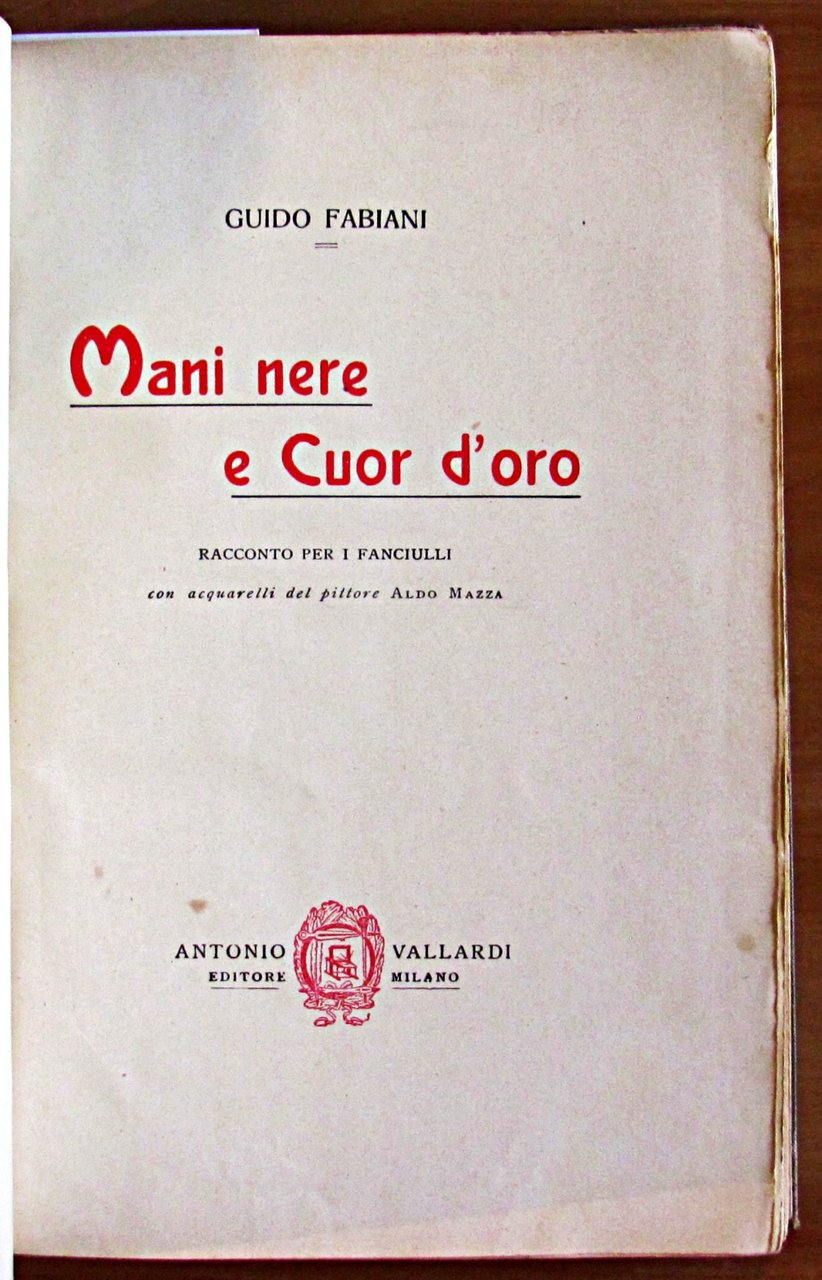 GUIDO FABIANI
Mani nere
e Cuor d'oro
RACCONTO PER I FANCIULLI
con acquarelli del pittore ALDO MAZZA
ANTONIO VALLARDI
EDITORE MILANO